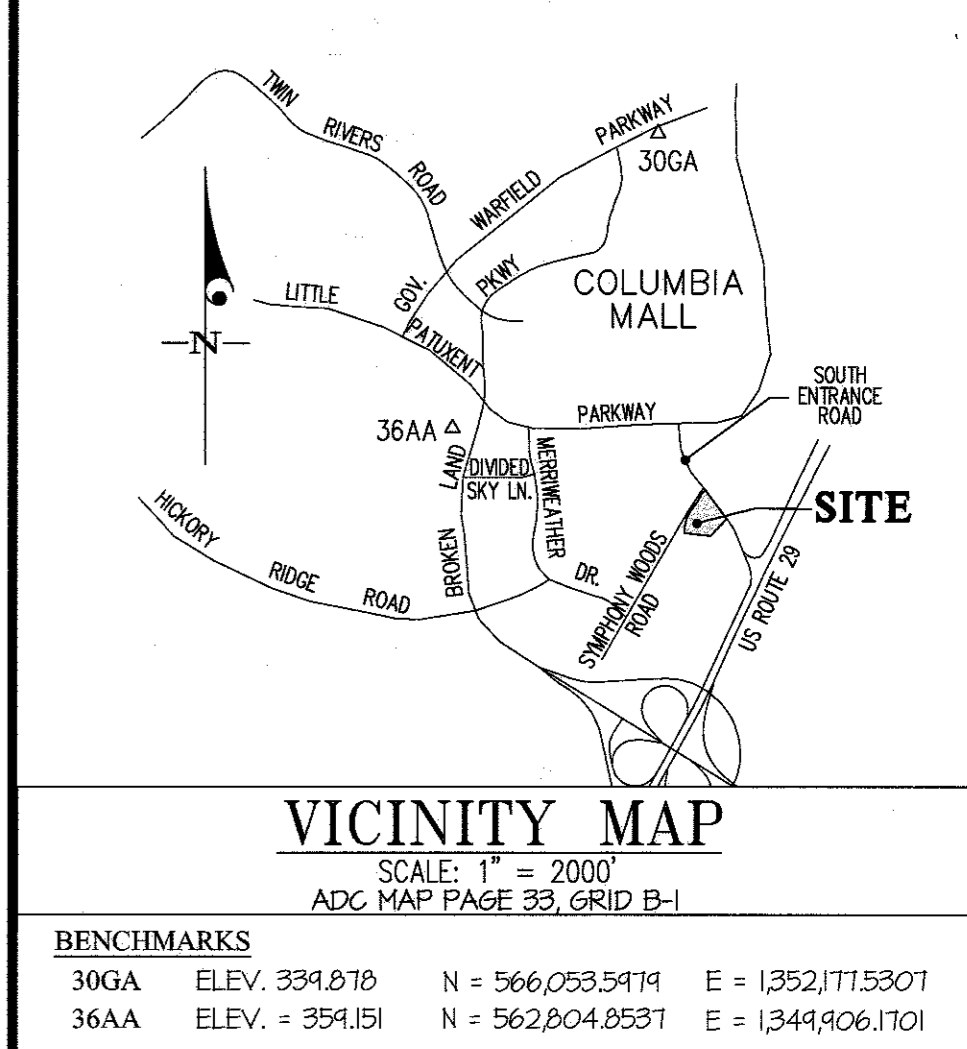 TWIN
RIVERS
ROAD
PARKWAY
30GA
WARFIELD
GOV.
PKWY
COLUMBIA
MALL
LITTLE
PATUXENT
PARKWAY
SOUTH
ENTRANCE
ROAD
-N-
36AA
LAND
BROKEN
DIVIDED
SKY LN.
MERRIWEATHER
DR.
SITE
HICKORY
RIDGE
ROAD
SYMPHONY WOODS
ROAD
US ROUTE 29
VICINITY MAP
SCALE: 1" = 2000'
ADC MAP PAGE 33, GRID B-1
BENCHMARKS
30GA ELEV. 339.878 N = 566,053.5979 E = 1,352,177.5307
36AA ELEV. = 359.151 N = 562,804.8537 E = 1,349,906.1701